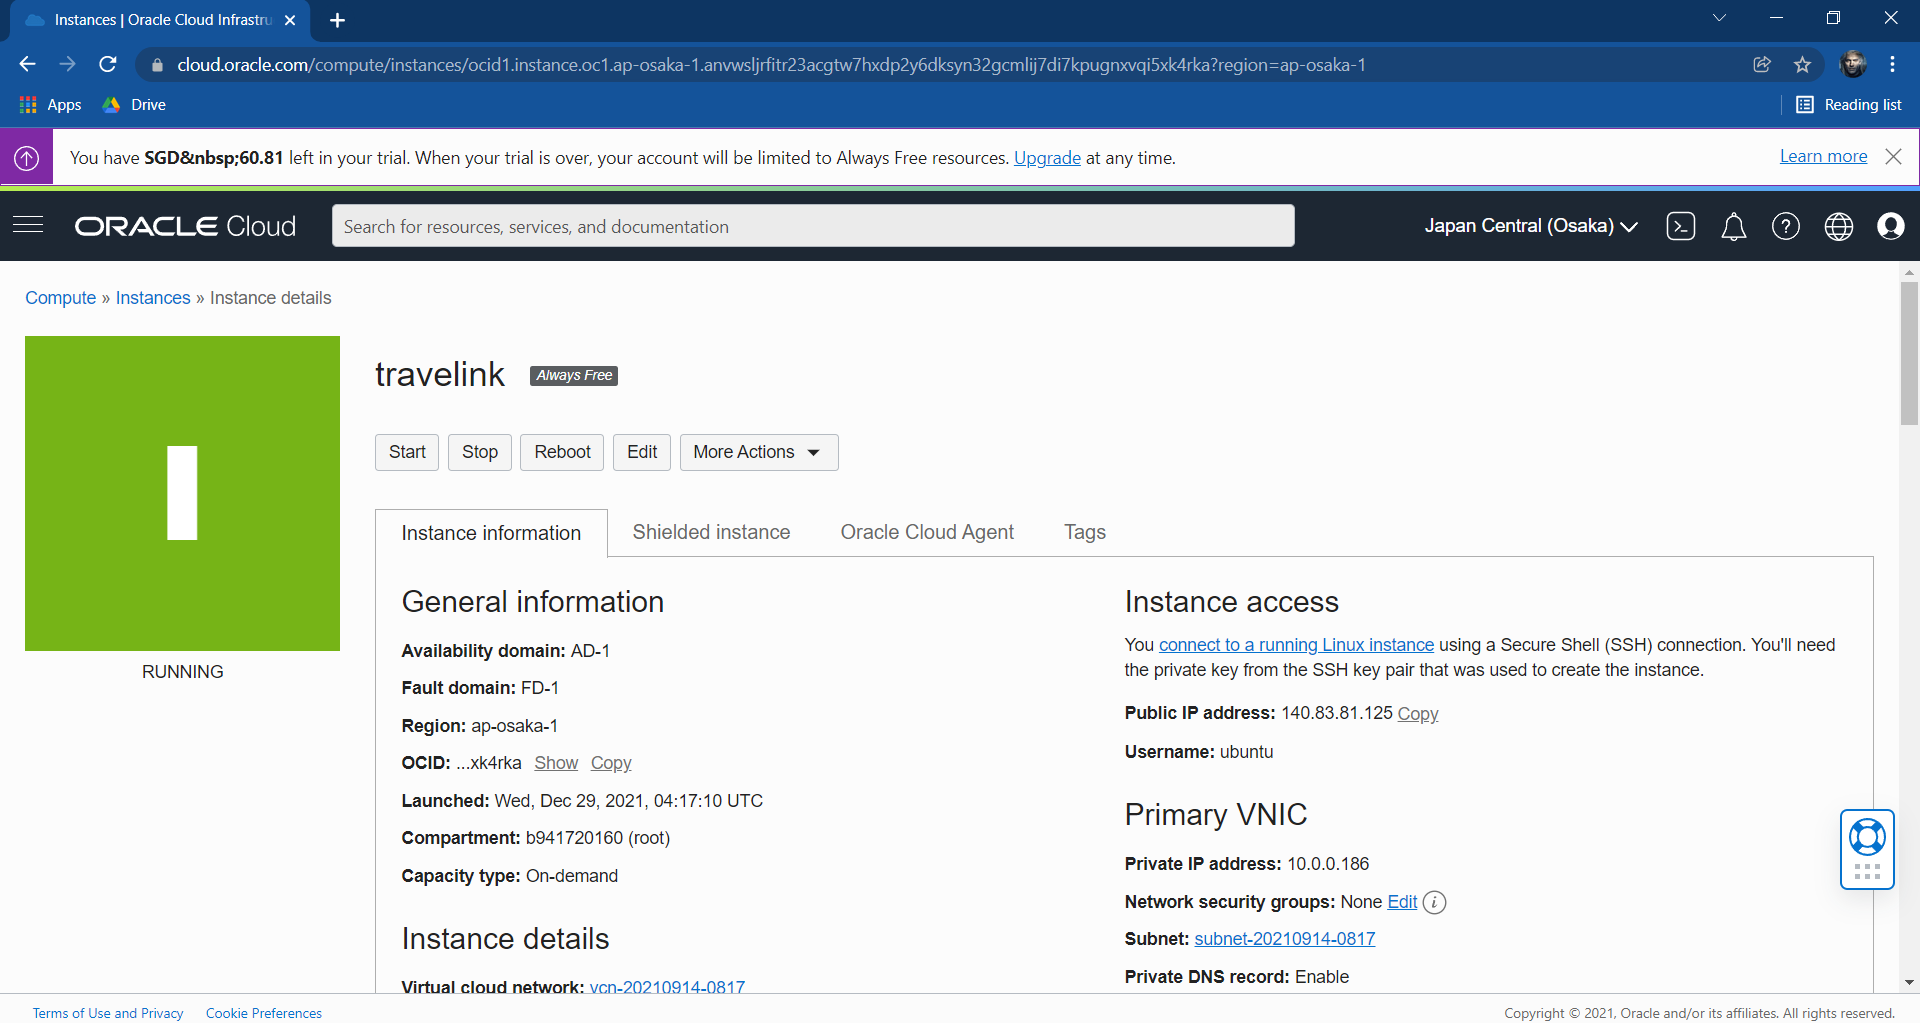 Instances | Oracle Cloud Infrastru
cloud.oracle.com/compute/instances/ocid1.instance.oc1.ap-osaka-1.anvwsljrfitr23acgtw7hxdp2y6dksyn32gcmlij7di7kpugnxvqi5xk4rka?region=ap-osaka-1
Apps Drive Reading list
You have SGD&nbsp;60.81 left in your trial. When your trial is over, your account will be limited to Always Free resources. Upgrade at any time. Learn more
ORACLE Cloud Search for resources, services, and documentation Japan Central (Osaka)
Compute » Instances » Instance details
travelink Always Free
Start Stop Reboot Edit More Actions
RUNNING
Instance information Shielded instance Oracle Cloud Agent Tags
General information
Availability domain: AD-1
Fault domain: FD-1
Region: ap-osaka-1
OCID: ...xk4rka Show Copy
Launched: Wed, Dec 29, 2021, 04:17:10 UTC
Compartment: b941720160 (root)
Capacity type: On-demand
Instance details
Virtual cloud network: vcn-20210914-0817
Instance access
You connect to a running Linux instance using a Secure Shell (SSH) connection. You'll need
the private key from the SSH key pair that was used to create the instance.
Public IP address: 140.83.81.125 Copy
Username: ubuntu
Primary VNIC
Private IP address: 10.0.0.186
Network security groups: None Edit
Subnet: subnet-20210914-0817
Private DNS record: Enable
Terms of Use and Privacy Cookie Preferences Copyright © 2021, Oracle and/or its affiliates. All rights reserved.